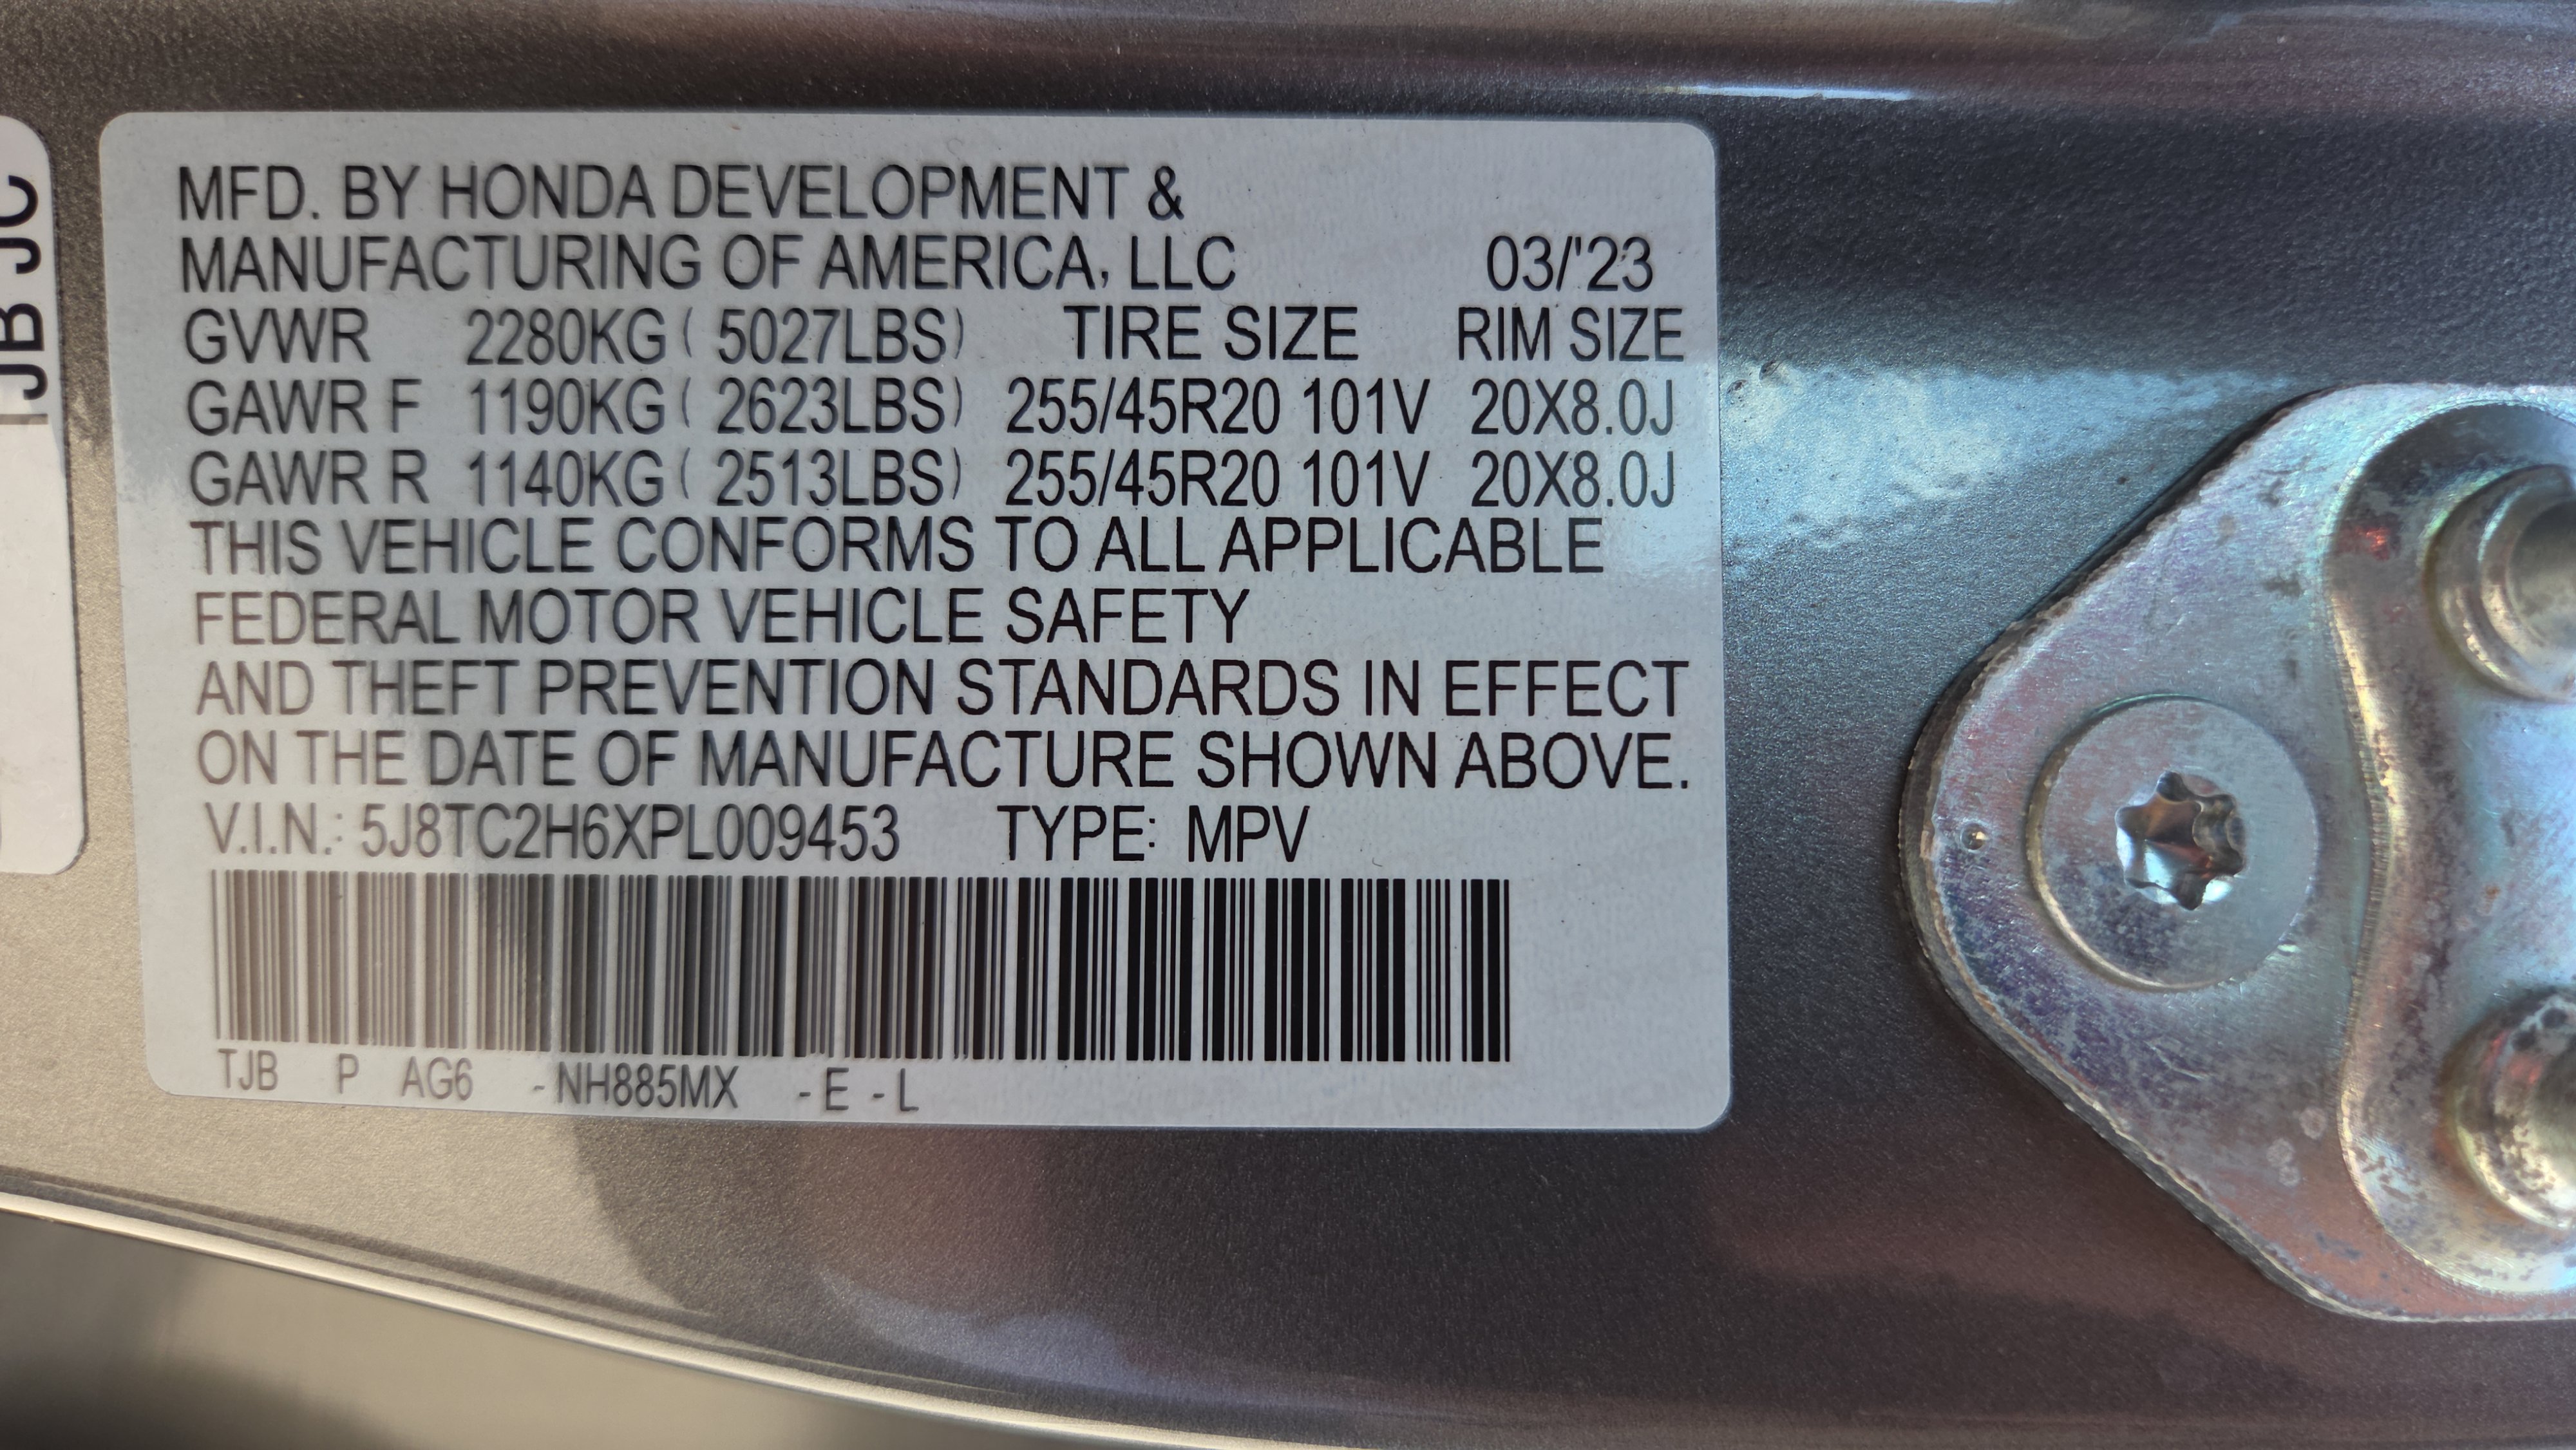 JB JC
MFD. BY HONDA DEVELOPMENT &
MANUFACTURING OF AMERICA, LLC 03/'23
GVWR 2280KG ( 5027LBS) TIRE SIZE RIM SIZE
GAWR F 1190KG ( 2623LBS) 255/45R20 101V 20X8.0J
GAWR R 1140KG ( 2513LBS) 255/45R20 101V 20X8.0J
THIS VEHICLE CONFORMS TO ALL APPLICABLE
FEDERAL MOTOR VEHICLE SAFETY
AND THEFT PREVENTION STANDARDS IN EFFECT
ON THE DATE OF MANUFACTURE SHOWN ABOVE.
V.I.N.: 5J8TC2H6XPL009453 TYPE: MPV
TJB P AG6 -NH885MX -E -L